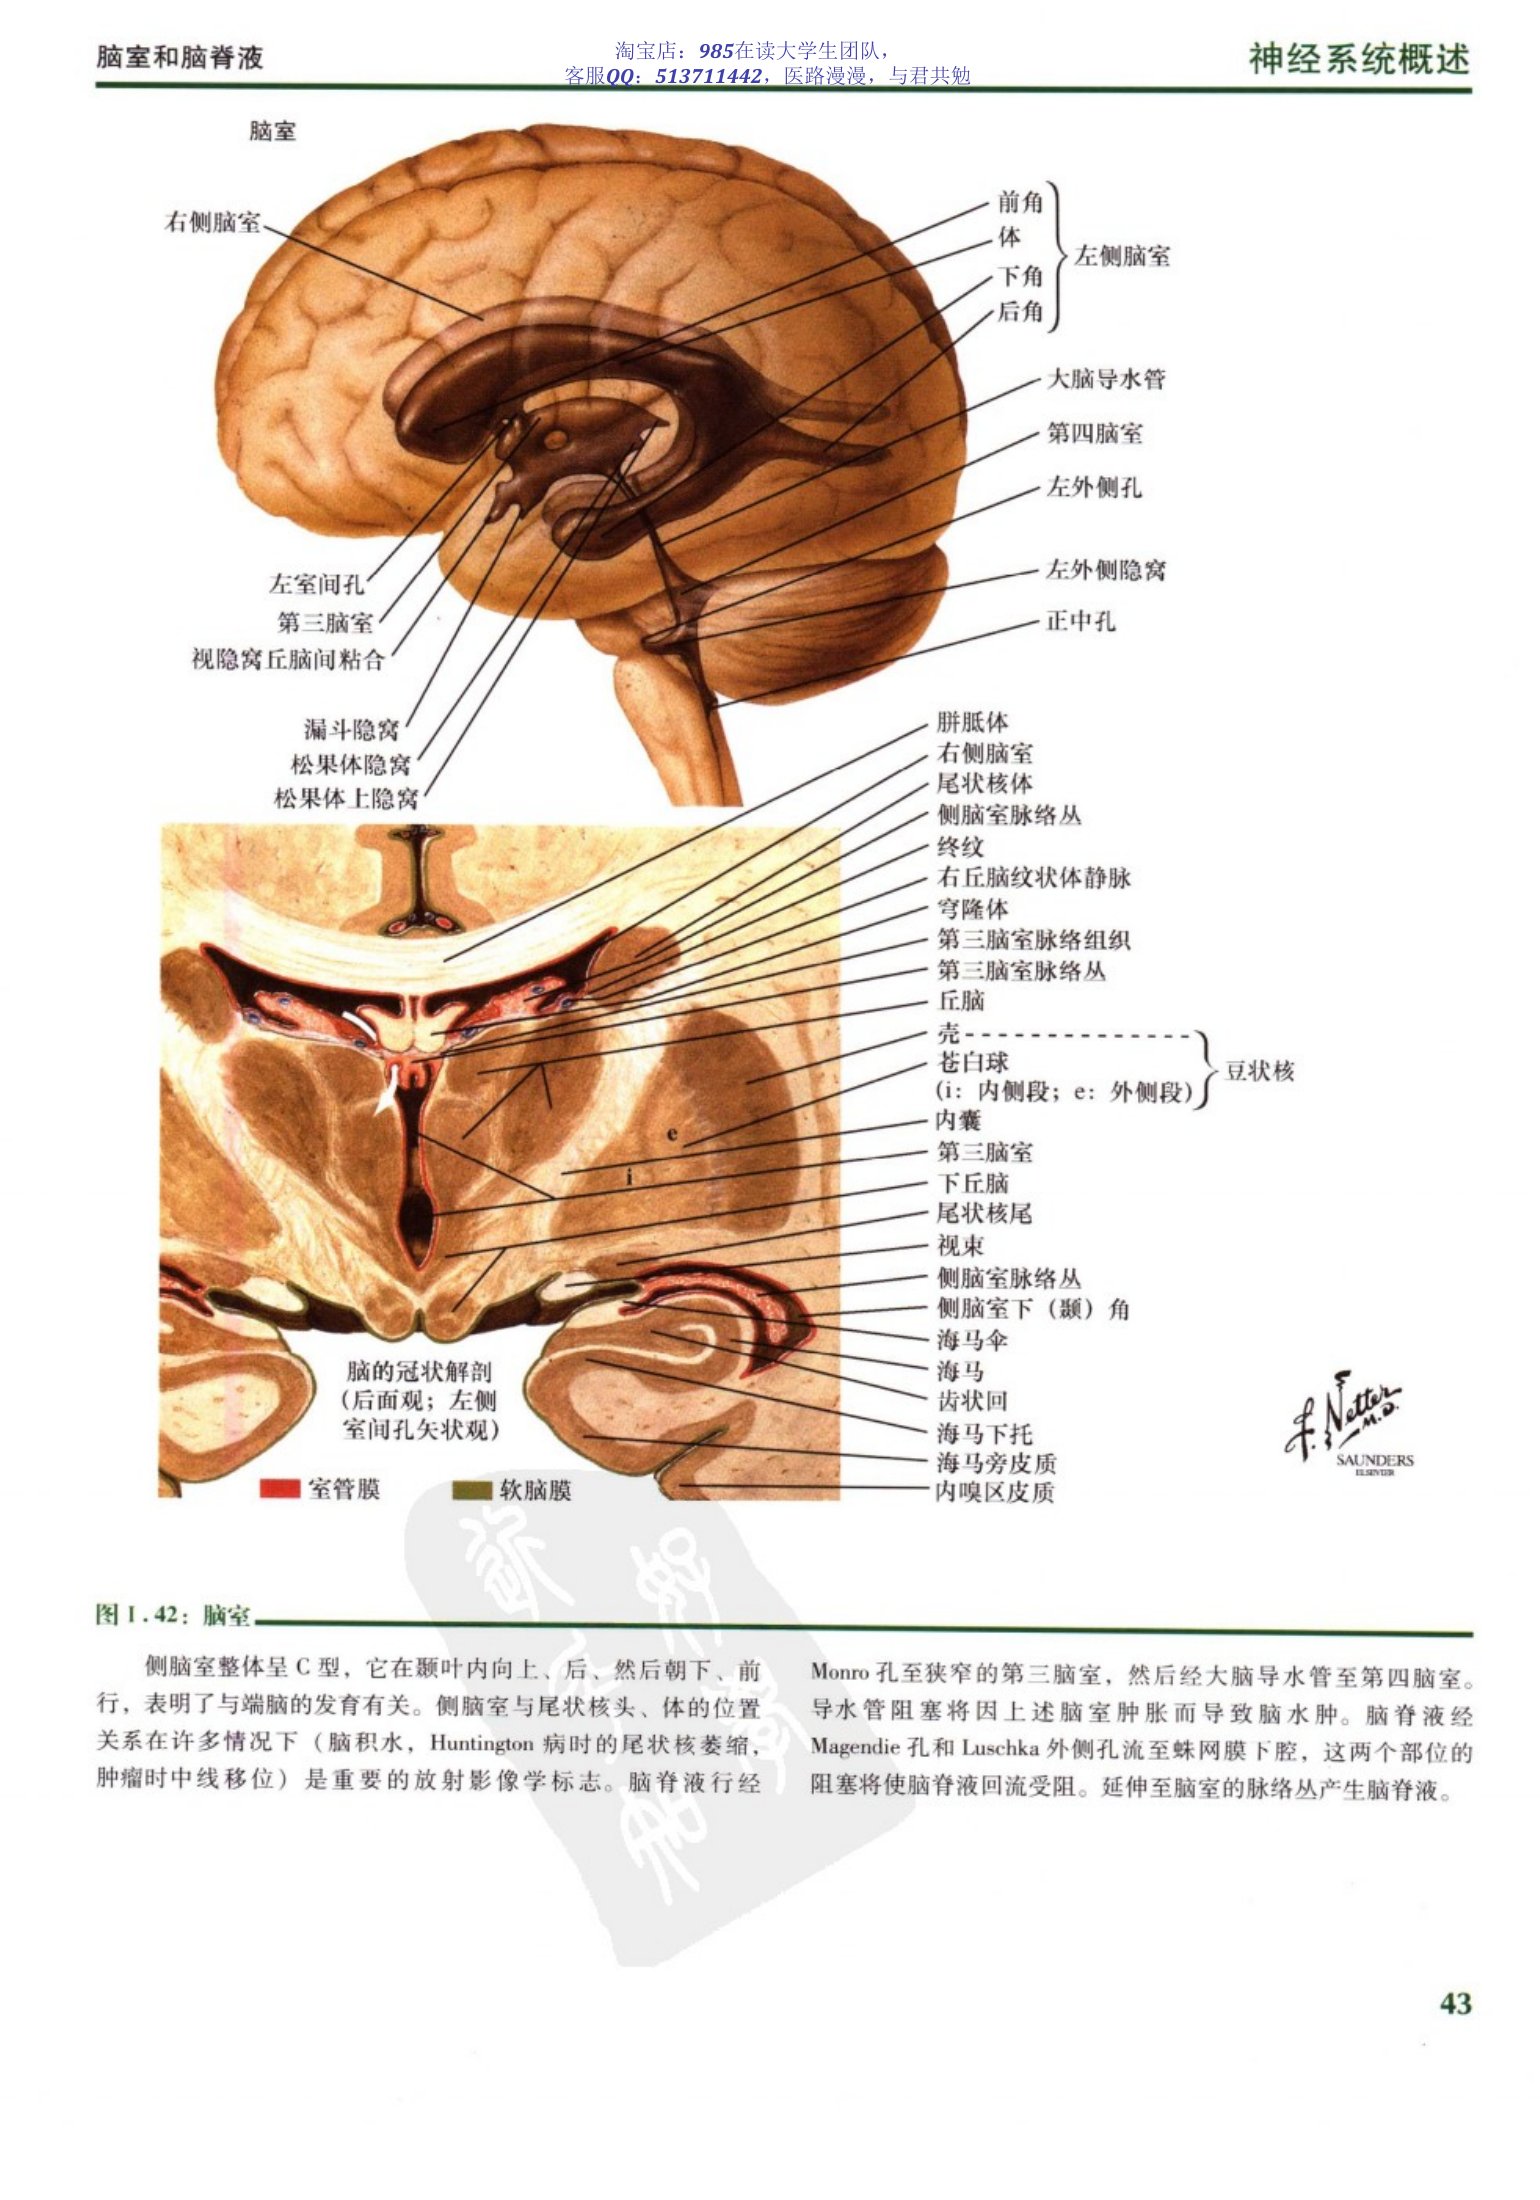 脑室和脑脊液
淘宝店：985在读大学生团队，
客服QQ：513711442，医路漫漫，与君共勉
神经系统概述
脑室
右侧脑室
前角
体
下角
后角
左侧脑室
大脑导水管
第四脑室
左外侧孔
左外侧隐窝
正中孔
左室间孔
第三脑室
视隐窝丘脑间粘合
漏斗隐窝
松果体隐窝
松果体上隐窝
胼胝体
右侧脑室
尾状核体
侧脑室脉络丛
终纹
右丘脑纹状体静脉
穹隆体
第三脑室脉络组织
第三脑室脉络丛
丘脑
壳
苍白球
(i：内侧段；e：外侧段)
豆状核
内囊
第三脑室
下丘脑
尾状核尾
视束
侧脑室脉络丛
侧脑室下（颞）角
海马伞
海马
齿状回
海马下托
海马旁皮质
内嗅区皮质
e
i
脑的冠状解剖
（后面观；左侧
室间孔矢状观）
室管膜
软脑膜
F. Netter
M.D.
SAUNDERS
ELSEVIER
图 I . 42：脑室
侧脑室整体呈 C 型，它在颞叶内向上、后、然后朝下、前
行，表明了与端脑的发育有关。侧脑室与尾状核头、体的位置
关系在许多情况下（脑积水，Huntington 病时的尾状核萎缩，
肿瘤时中线移位）是重要的放射影像学标志。脑脊液行经
Monro 孔至狭窄的第三脑室，然后经大脑导水管至第四脑室。
导水管阻塞将因上述脑室肿胀而导致脑水肿。脑脊液经
Magendie 孔和 Luschka 外侧孔流至蛛网膜下腔，这两个部位的
阻塞将使脑脊液回流受阻。延伸至脑室的脉络丛产生脑脊液。
43